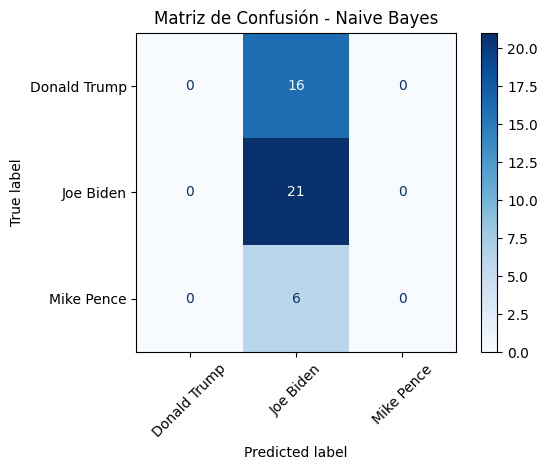 Matriz de Confusión - Naive Bayes
True label
Donald Trump 0 16 0
Joe Biden 0 21 0
Mike Pence 0 6 0
Donald Trump Joe Biden Mike Pence
Predicted label
20.0
17.5
15.0
12.5
10.0
7.5
5.0
2.5
0.0